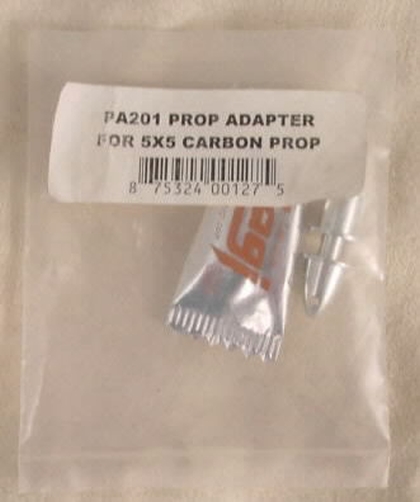 PA201 PROP ADAPTER
FOR 5X5 CARBON PROP
8 75324 00127 5